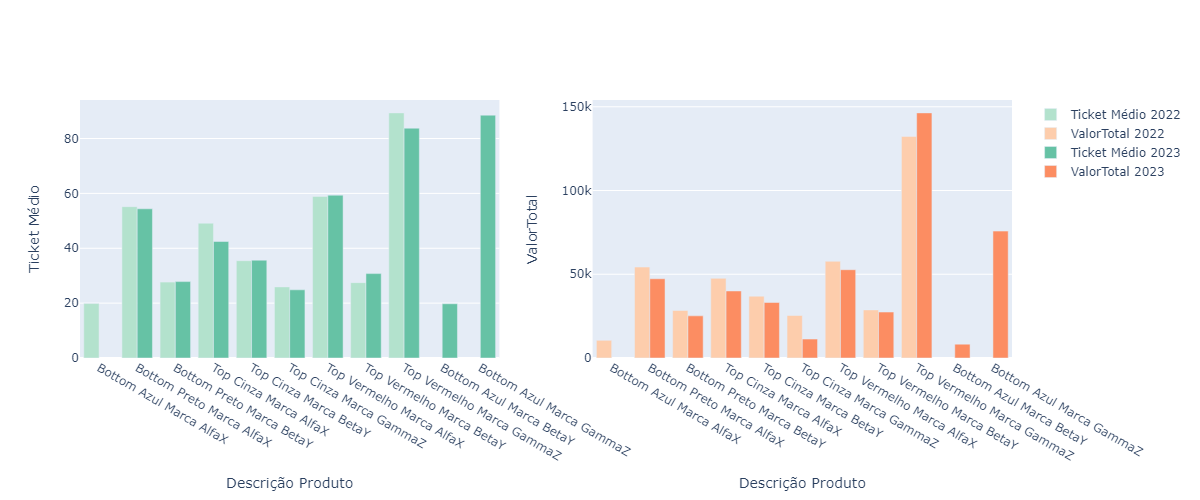 Ticket Médio
80
60
40
20
0
Bottom Azul Marca AlfaX
Bottom Preto Marca AlfaX
Bottom Preto Marca BetaY
Top Cinza Marca AlfaX
Top Cinza Marca BetaY
Top Cinza Marca GammaZ
Top Vermelho Marca AlfaX
Top Vermelho Marca BetaY
Top Vermelho Marca GammaZ
Bottom Azul Marca BetaY
Bottom Azul Marca GammaZ
Descrição Produto
ValorTotal
150k
100k
50k
0
Bottom Azul Marca AlfaX
Bottom Preto Marca AlfaX
Bottom Preto Marca BetaY
Top Cinza Marca AlfaX
Top Cinza Marca BetaY
Top Cinza Marca GammaZ
Top Vermelho Marca AlfaX
Top Vermelho Marca BetaY
Top Vermelho Marca GammaZ
Bottom Azul Marca BetaY
Bottom Azul Marca GammaZ
Descrição Produto
Ticket Médio 2022
ValorTotal 2022
Ticket Médio 2023
ValorTotal 2023